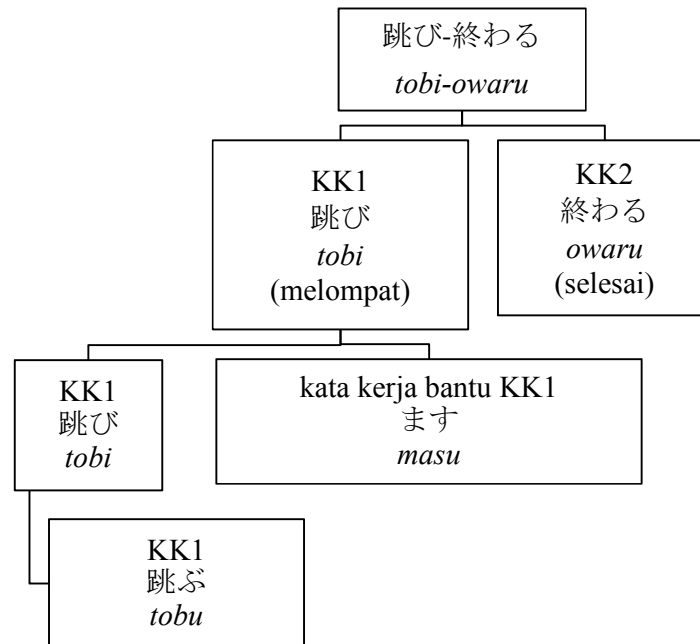 跳び-終わる
tobi-owaru
KK1
跳び
tobi
(melompat)
KK2
終わる
owaru
(selesai)
KK1
跳び
tobi
kata kerja bantu KK1
ます
masu
KK1
跳ぶ
tobu